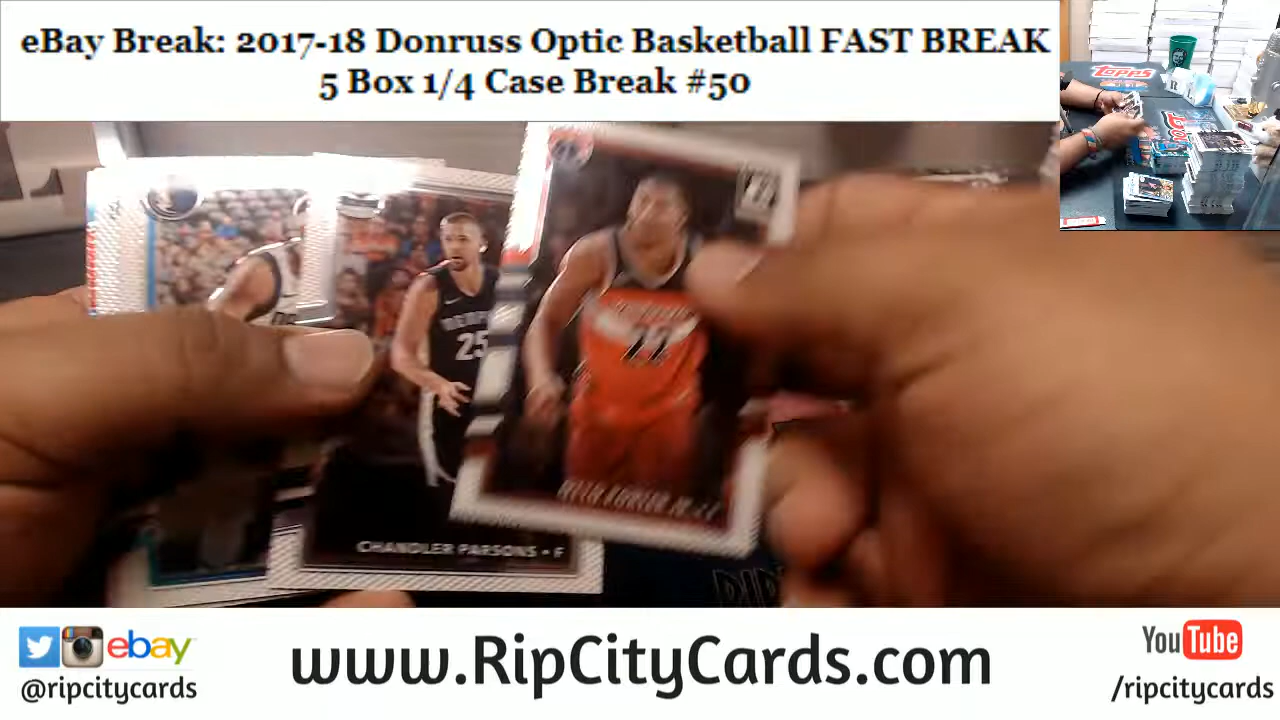 eBay Break: 2017-18 Donruss Optic Basketball FAST BREAK
5 Box 1/4 Case Break #50
topps
25
CHANDLER PARSONS • F
ebay
@ripcitycards
www.RipCityCards.com
YouTube
/ripcitycards